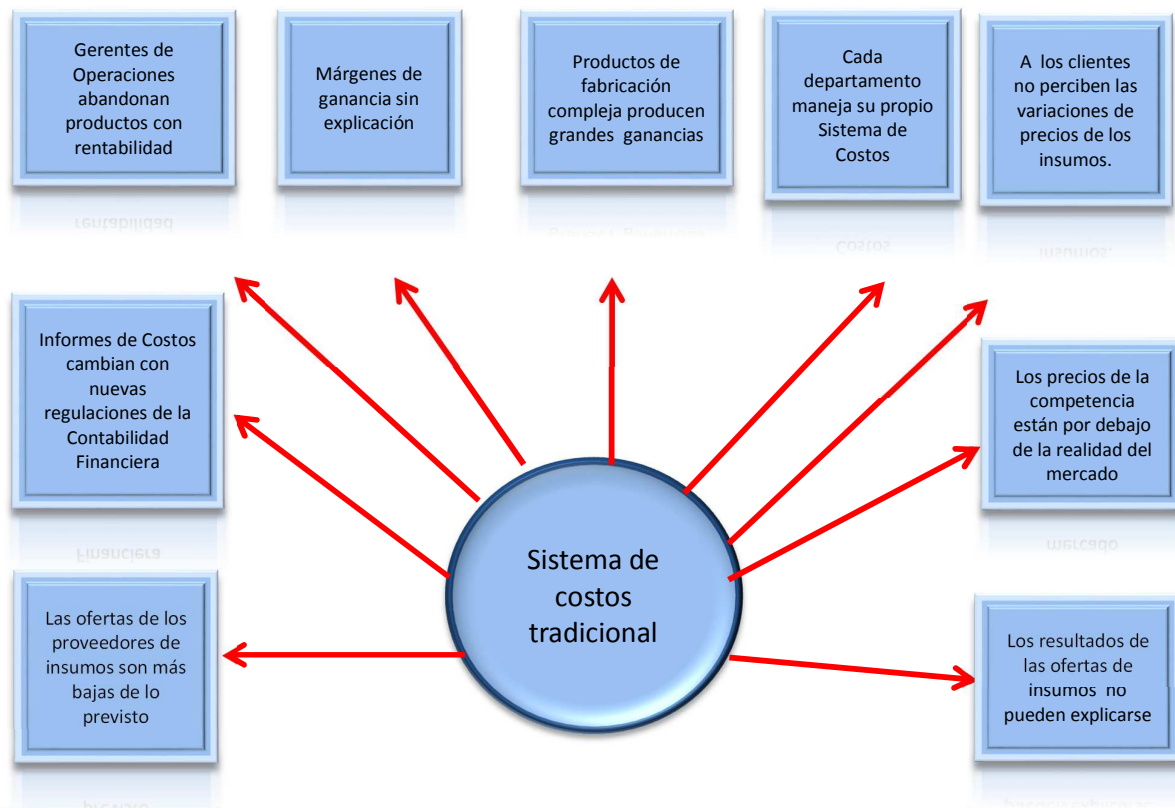 Gerentes de
Operaciones
abandonan
productos con
rentabilidad
Márgenes de
ganancia sin
explicación
Productos de
fabricación
compleja producen
grandes ganancias
Cada
departamento
maneja su propio
Sistema de
Costos
A los clientes
no perciben las
variaciones de
precios de los
insumos.
Informes de Costos
cambian con
nuevas
regulaciones de la
Contabilidad
Financiera
Los precios de la
competencia
están por debajo
de la realidad del
mercado
Sistema de
costos
tradicional
Las ofertas de los
proveedores de
insumos son más
bajas de lo
previsto
Los resultados de
las ofertas de
insumos no
pueden explicarse